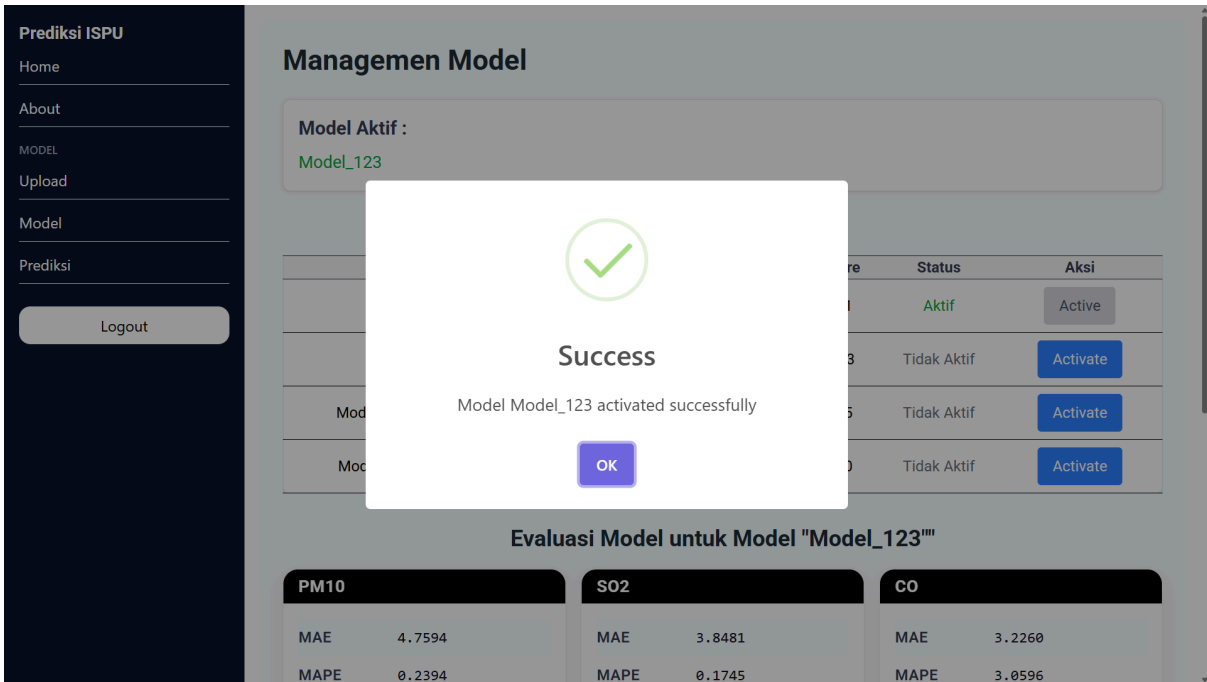 Prediksi ISPU
Home
About
MODEL
Upload
Model
Prediksi
Logout
Managemen Model
Model Aktif :
Model_123
Status Aksi
Aktif Active
Tidak Aktif Activate
Tidak Aktif Activate
Tidak Aktif Activate
Success
Model Model_123 activated successfully
OK
Evaluasi Model untuk Model "Model_123""
PM10 SO2 CO
MAE 4.7594 MAE 3.8481 MAE 3.2260
MAPE 0.2394 MAPE 0.1745 MAPE 3.0596